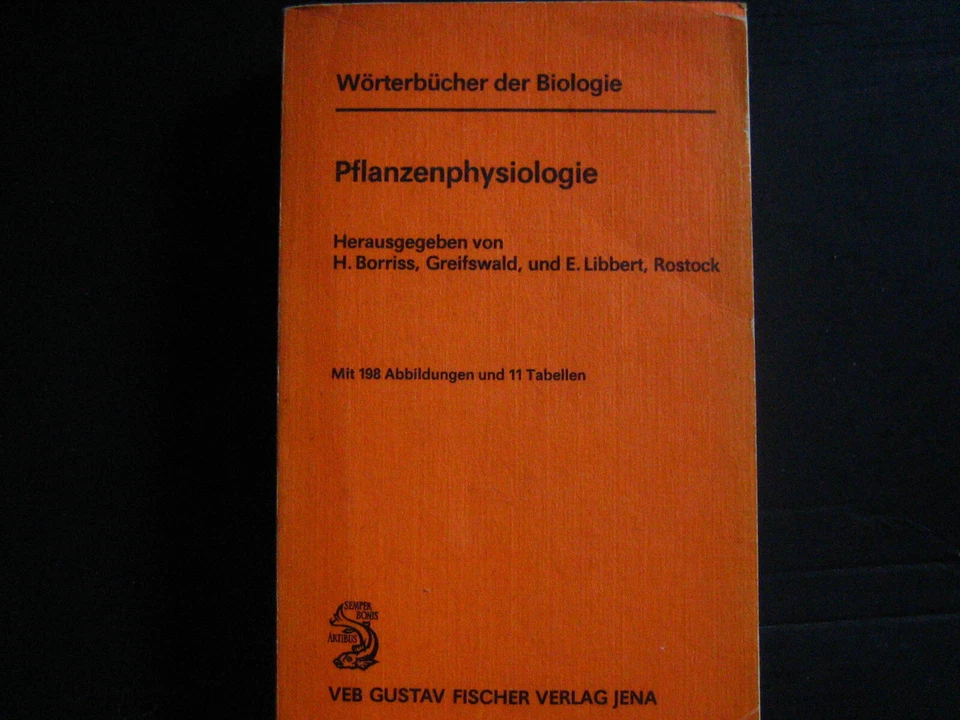 Wörterbücher der Biologie
Pflanzenphysiologie
Herausgegeben von
H. Borriss, Greifswald, und E. Libbert, Rostock
Mit 198 Abbildungen und 11 Tabellen
SEMPER
BONIS
ARTIBUS
VEB GUSTAV FISCHER VERLAG JENA